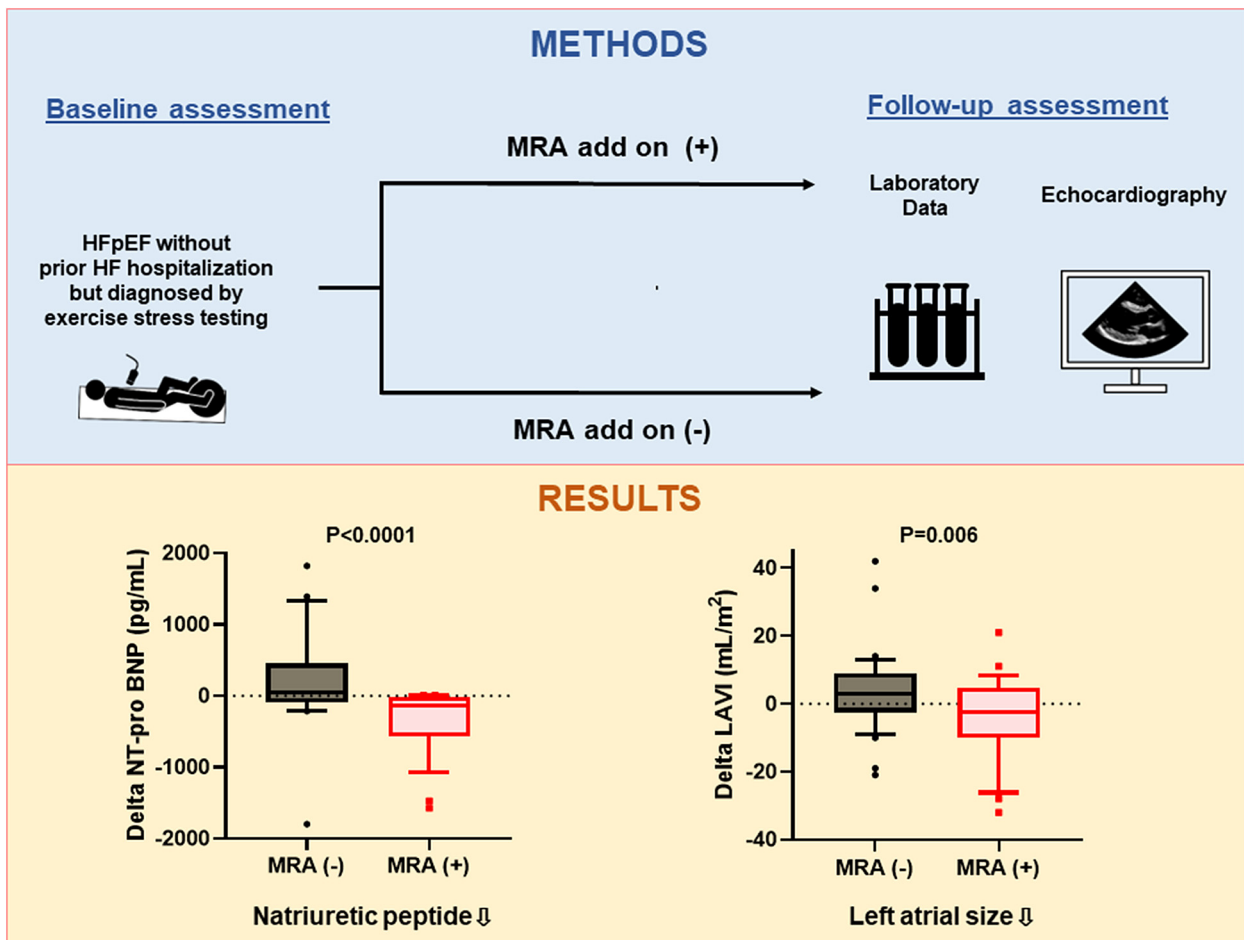 METHODS
Baseline assessment
Follow-up assessment
MRA add on (+)
Laboratory
Data
Echocardiography
HFpEF without
prior HF hospitalization
but diagnosed by
exercise stress testing
MRA add on (-)
RESULTS
P<0.0001
Delta NT-pro BNP (pg/mL)
2000
1000
0
-1000
-2000
MRA (-)
MRA (+)
Natriuretic peptide⇩
P=0.006
Delta LAVI (mL/m²)
40
20
0
-20
-40
MRA (-)
MRA (+)
Left atrial size⇩